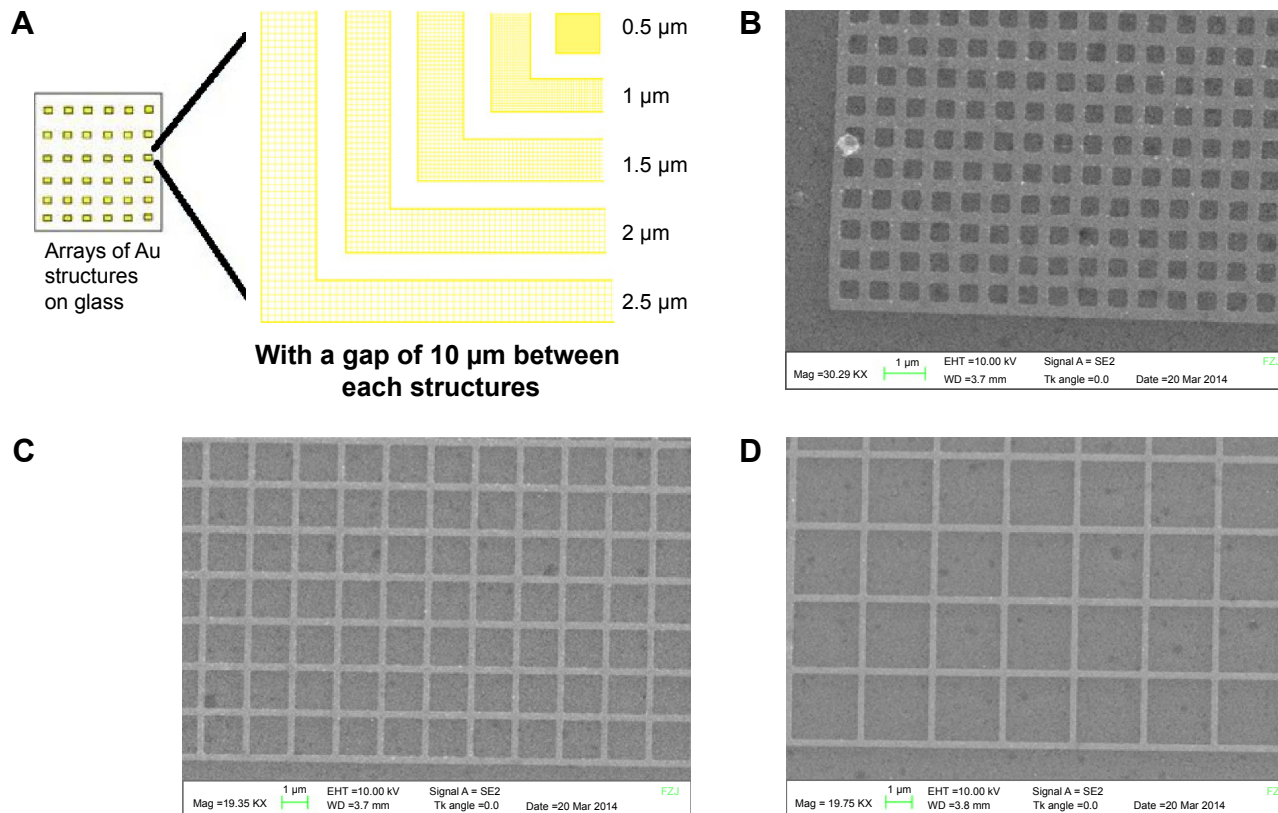 A
0.5 µm
1 µm
1.5 µm
2 µm
2.5 µm
Arrays of Au
structures
on glass
With a gap of 10 µm between
each structures
B
Mag =30.29 KX
1 µm
EHT =10.00 kV
WD =3.7 mm
Signal A = SE2
Tk angle =0.0
Date =20 Mar 2014
FZJ
C
Mag =19.35 KX
1 µm
EHT =10.00 kV
WD =3.7 mm
Signal A = SE2
Tk angle =0.0
Date =20 Mar 2014
FZJ
D
Mag = 19.75 KX
1 µm
EHT =10.00 kV
WD =3.8 mm
Signal A = SE2
Tk angle =0.0
Date =20 Mar 2014
FZJ